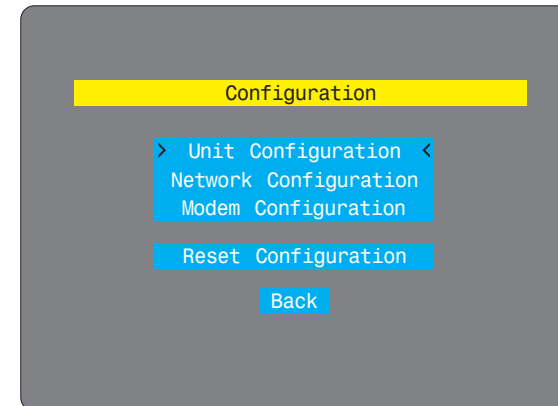 Configuration
> Unit Configuration <
Network Configuration
Modem Configuration
Reset Configuration
Back